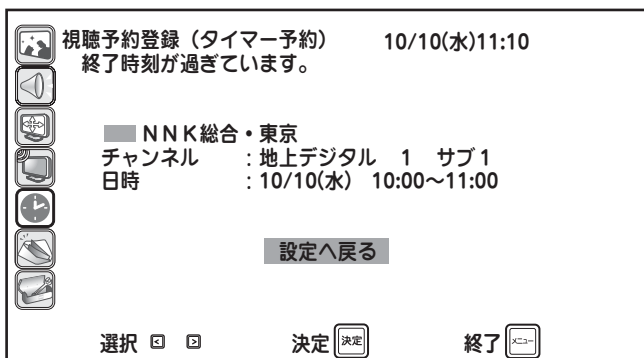 視聴予約登録（タイマー予約） 10/10(水)11:10
終了時刻が過ぎています。
ＮＮＫ総合・東京
チャンネル ：地上デジタル 1 サブ1
日時 ：10/10(水) 10:00～11:00
設定へ戻る
選択 決定 決定 終了 メニュー